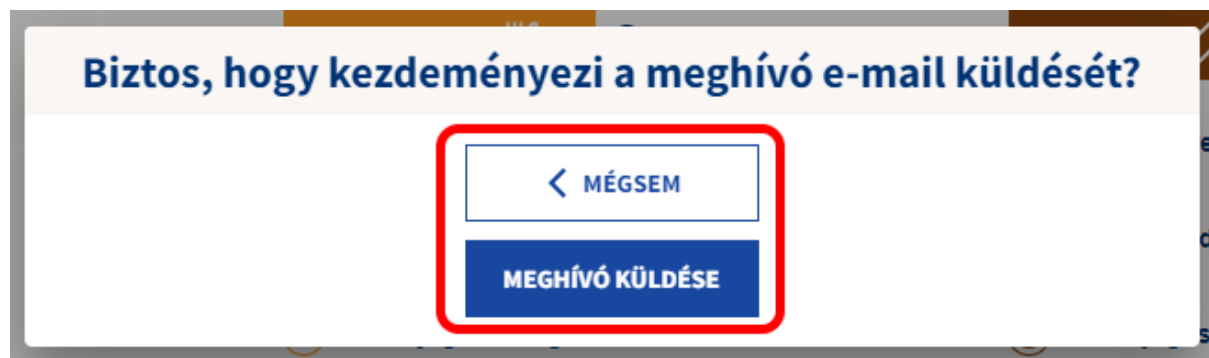 Biztos, hogy kezdeményezi a meghívó e-mail küldését?
MÉGSEM
MEGHÍVÓ KÜLDÉSE